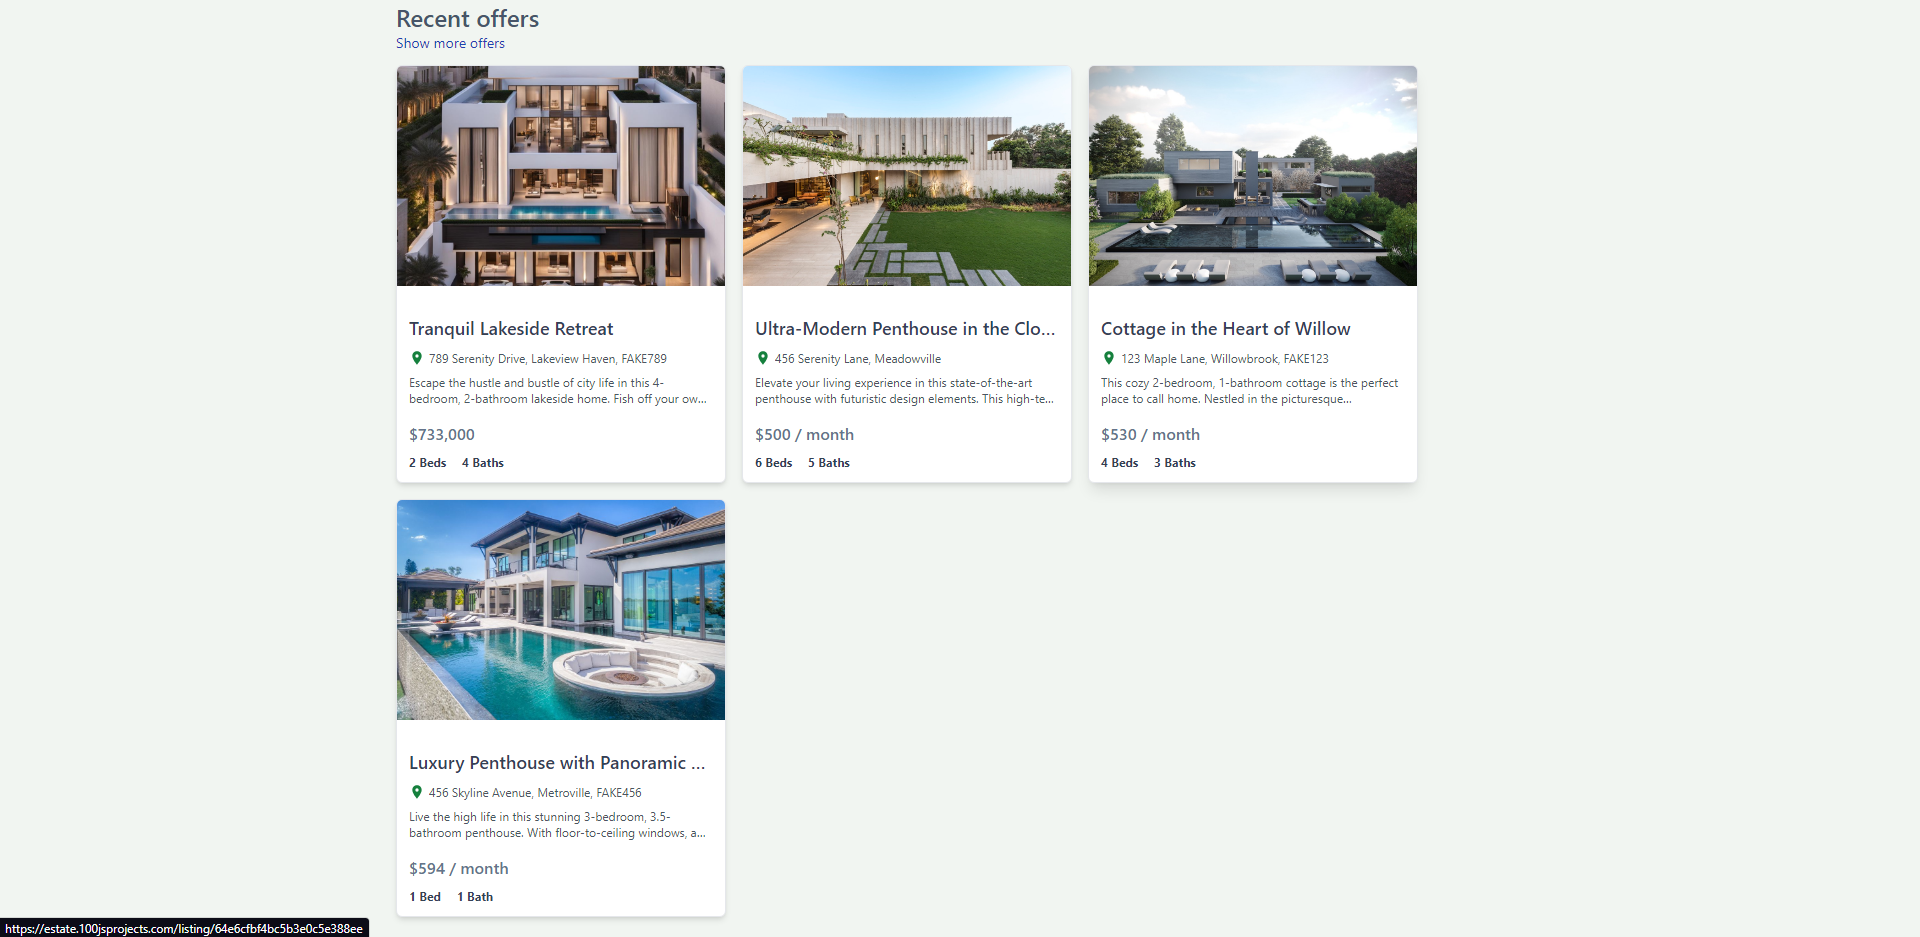 Recent offers
Show more offers
Tranquil Lakeside Retreat
789 Serenity Drive, Lakeview Haven, FAKE789
Escape the hustle and bustle of city life in this 4-
bedroom, 2-bathroom lakeside home. Fish off your ow...
$733,000
2 Beds 4 Baths
Ultra-Modern Penthouse in the Clo...
456 Serenity Lane, Meadowville
Elevate your living experience in this state-of-the-art
penthouse with futuristic design elements. This high-te...
$500 / month
6 Beds 5 Baths
Cottage in the Heart of Willow
123 Maple Lane, Willowbrook, FAKE123
This cozy 2-bedroom, 1-bathroom cottage is the perfect
place to call home. Nestled in the picturesque...
$530 / month
4 Beds 3 Baths
Luxury Penthouse with Panoramic ...
456 Skyline Avenue, Metroville, FAKE456
Live the high life in this stunning 3-bedroom, 3.5-
bathroom penthouse. With floor-to-ceiling windows, a...
$594 / month
1 Bed 1 Bath
https://estate.100jsprojects.com/listing/64e6cfbf4bc5b3e0c5e388ee